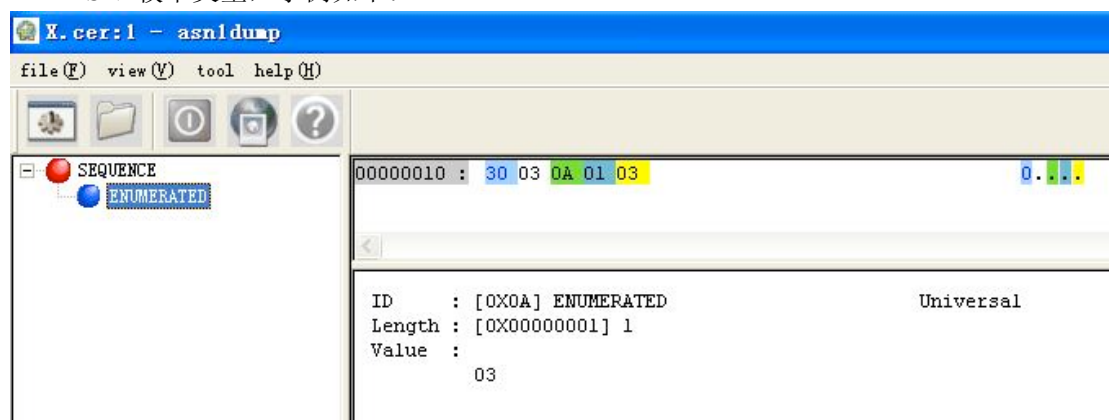 X.cer:1 - asn1dump
file(F) view(V) tool help(H)
SEQUENCE
ENUMERATED
00000010 : 30 03 0A 01 03 0....
ID : [0X0A] ENUMERATED Universal
Length : [0X00000001] 1
Value :
03